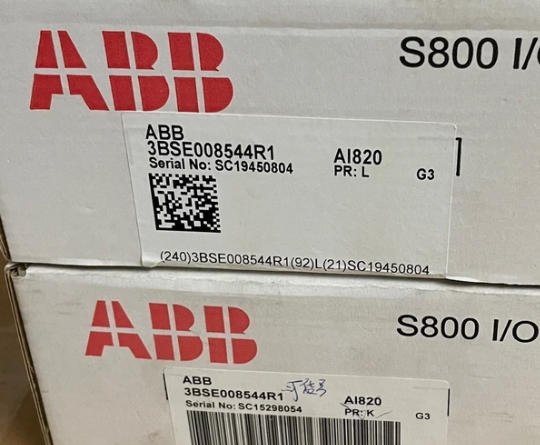 ABB
S800 I/O
ABB
3BSE008544R1 AI820
Serial No: SC19450804 PR: L G3
(240)3BSE008544R1(92)L(21)SC19450804
ABB
S800 I/O
ABB
3BSE008544R1 AI820
Serial No: SC15298054 PR: K G3